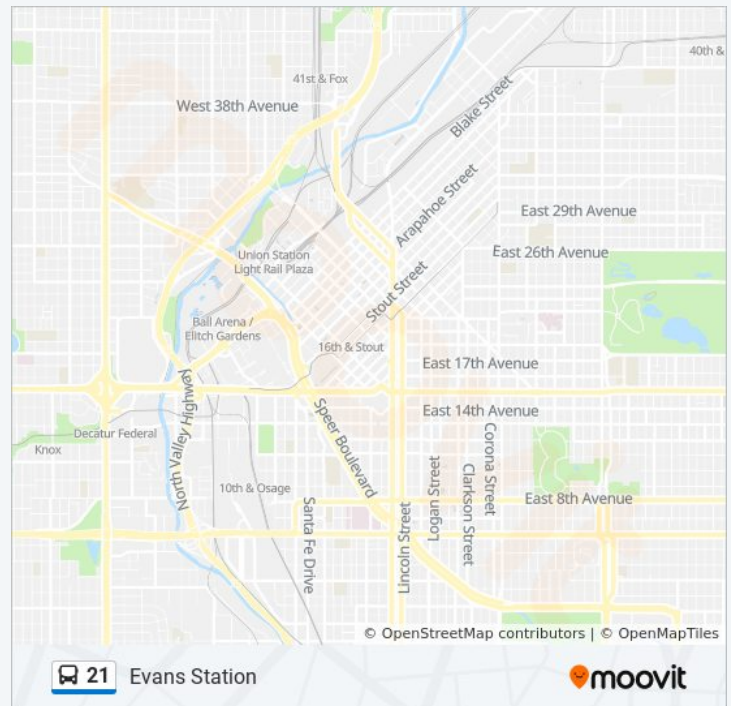 41st & Fox
40th &
West 38th Avenue
Blake Street
Arapahoe Street
East 29th Avenue
East 26th Avenue
Union Station
Light Rail Plaza
Stout Street
Ball Arena /
Elitch Gardens
16th & Stout
East 17th Avenue
North Valley Highway
East 14th Avenue
Speer Boulevard
Decatur Federal
Knox
Corona Street
Clarkson Street
Logan Street
10th & Osage
East 8th Avenue
Santa Fe Drive
Lincoln Street
© OpenStreetMap contributors | © OpenMapTiles
21 Evans Station
moovit